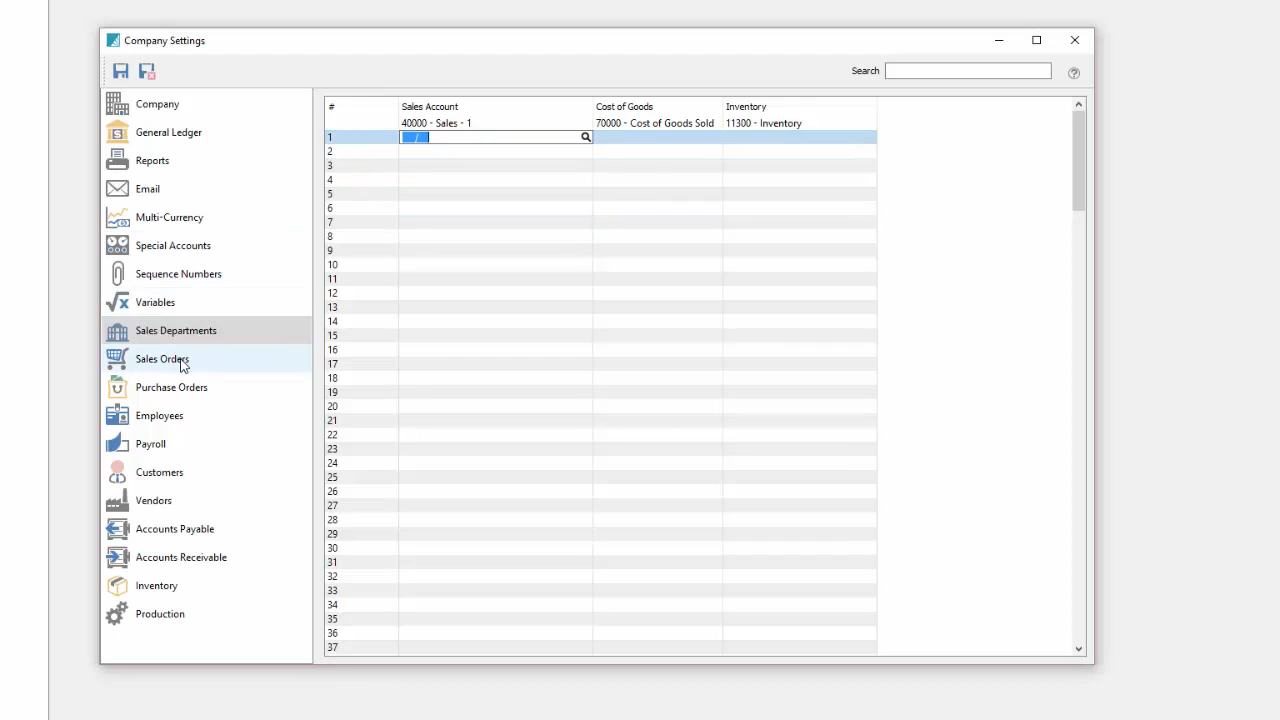 Company Settings
Search
Company
General Ledger
Reports
Email
Multi-Currency
Special Accounts
Sequence Numbers
Variables
Sales Departments
Sales Orders
Purchase Orders
Employees
Payroll
Customers
Vendors
Accounts Payable
Accounts Receivable
Inventory
Production
# Sales Account Cost of Goods Inventory
40000 - Sales - 1 70000 - Cost of Goods Sold 11300 - Inventory
1 /
2
3
4
5
6
7
8
9
10
11
12
13
14
15
16
17
18
19
20
21
22
23
24
25
26
27
28
29
30
31
32
33
34
35
36
37